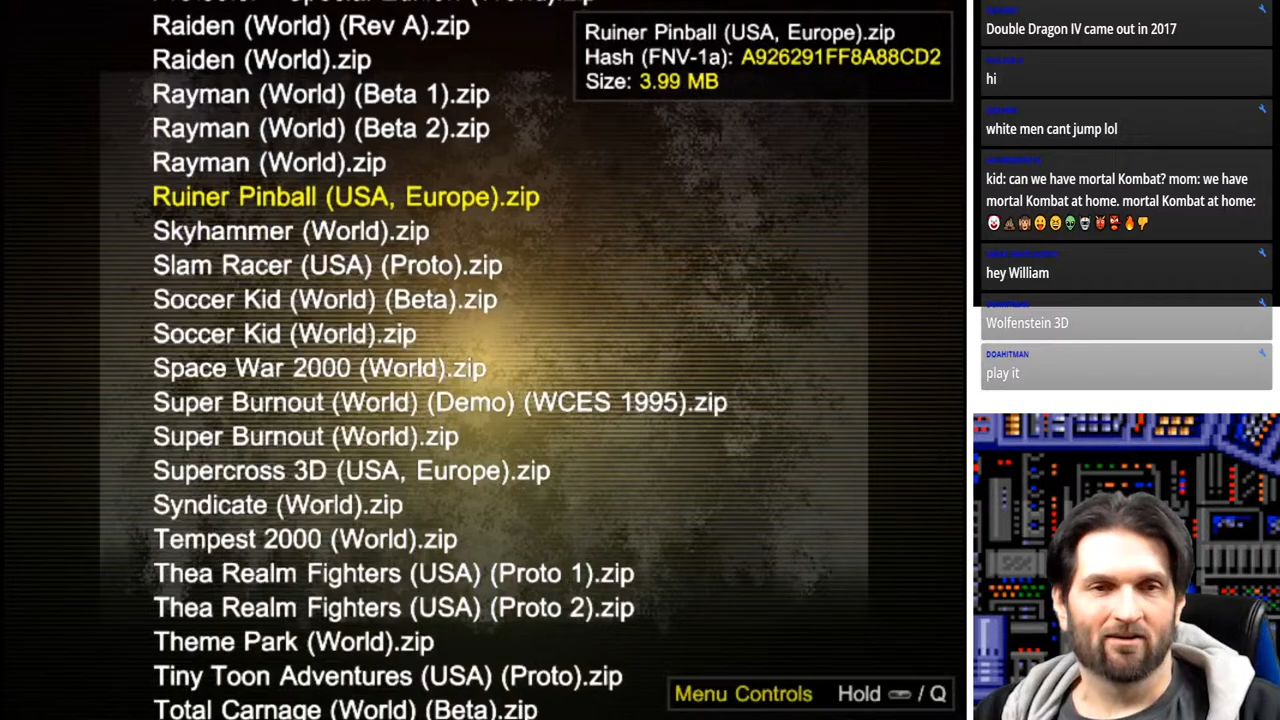 Raiden (World) (Rev A).zip
Raiden (World).zip
Rayman (World) (Beta 1).zip
Rayman (World) (Beta 2).zip
Rayman (World).zip
Ruiner Pinball (USA, Europe).zip
Skyhammer (World).zip
Slam Racer (USA) (Proto).zip
Soccer Kid (World) (Beta).zip
Soccer Kid (World).zip
Space War 2000 (World).zip
Super Burnout (World) (Demo) (WCES 1995).zip
Super Burnout (World).zip
Supercross 3D (USA, Europe).zip
Syndicate (World).zip
Tempest 2000 (World).zip
Thea Realm Fighters (USA) (Proto 1).zip
Thea Realm Fighters (USA) (Proto 2).zip
Theme Park (World).zip
Tiny Toon Adventures (USA) (Proto).zip
Total Carnage (World) (Beta).zip
Ruiner Pinball (USA, Europe).zip
Hash (FNV-1a): A926291FF8A88CD2
Size: 3.99 MB
Menu Controls Hold / Q
Double Dragon IV came out in 2017
hi
white men cant jump lol
kid: can we have mortal Kombat? mom: we have
mortal Kombat at home. mortal Kombat at home:
hey William
Wolfenstein 3D
DOAHITMAN
play it